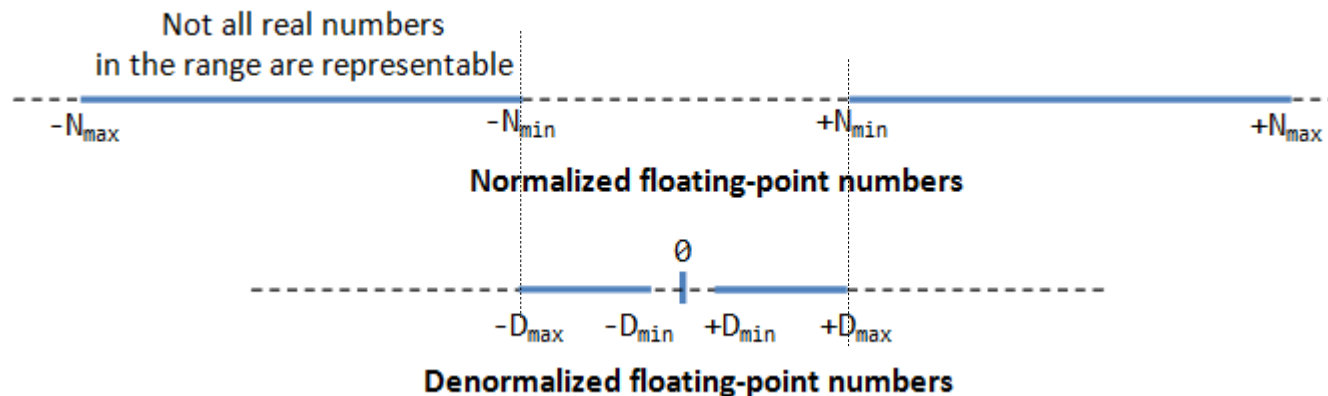 Not all real numbers
in the range are representable
-Nmax -Nmin +Nmin +Nmax
Normalized floating-point numbers
0
-Dmax -Dmin +Dmin +Dmax
Denormalized floating-point numbers